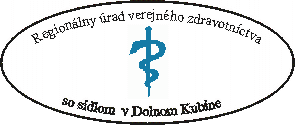 Regionálny úrad verejného zdravotníctva
so sídlom v Dolnom Kubíne